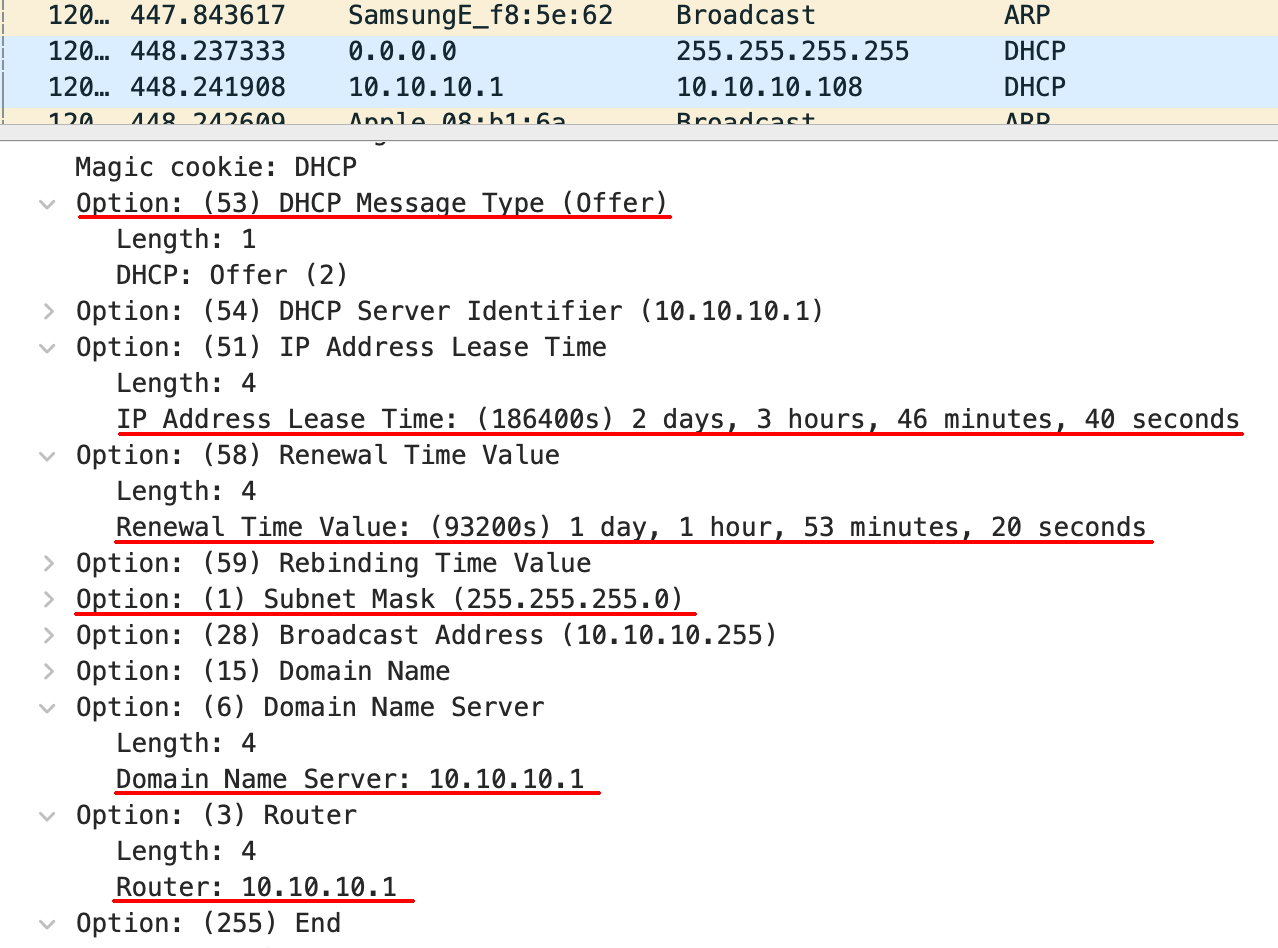 120… 447.843617 SamsungE_f8:5e:62 Broadcast ARP
120… 448.237333 0.0.0.0 255.255.255.255 DHCP
120… 448.241908 10.10.10.1 10.10.10.108 DHCP
120 448.242609 Apple_08:b1:6a Broadcast ARP
Magic cookie: DHCP
Option: (53) DHCP Message Type (Offer)
Length: 1
DHCP: Offer (2)
Option: (54) DHCP Server Identifier (10.10.10.1)
Option: (51) IP Address Lease Time
Length: 4
IP Address Lease Time: (186400s) 2 days, 3 hours, 46 minutes, 40 seconds
Option: (58) Renewal Time Value
Length: 4
Renewal Time Value: (93200s) 1 day, 1 hour, 53 minutes, 20 seconds
Option: (59) Rebinding Time Value
Option: (1) Subnet Mask (255.255.255.0)
Option: (28) Broadcast Address (10.10.10.255)
Option: (15) Domain Name
Option: (6) Domain Name Server
Length: 4
Domain Name Server: 10.10.10.1
Option: (3) Router
Length: 4
Router: 10.10.10.1
Option: (255) End